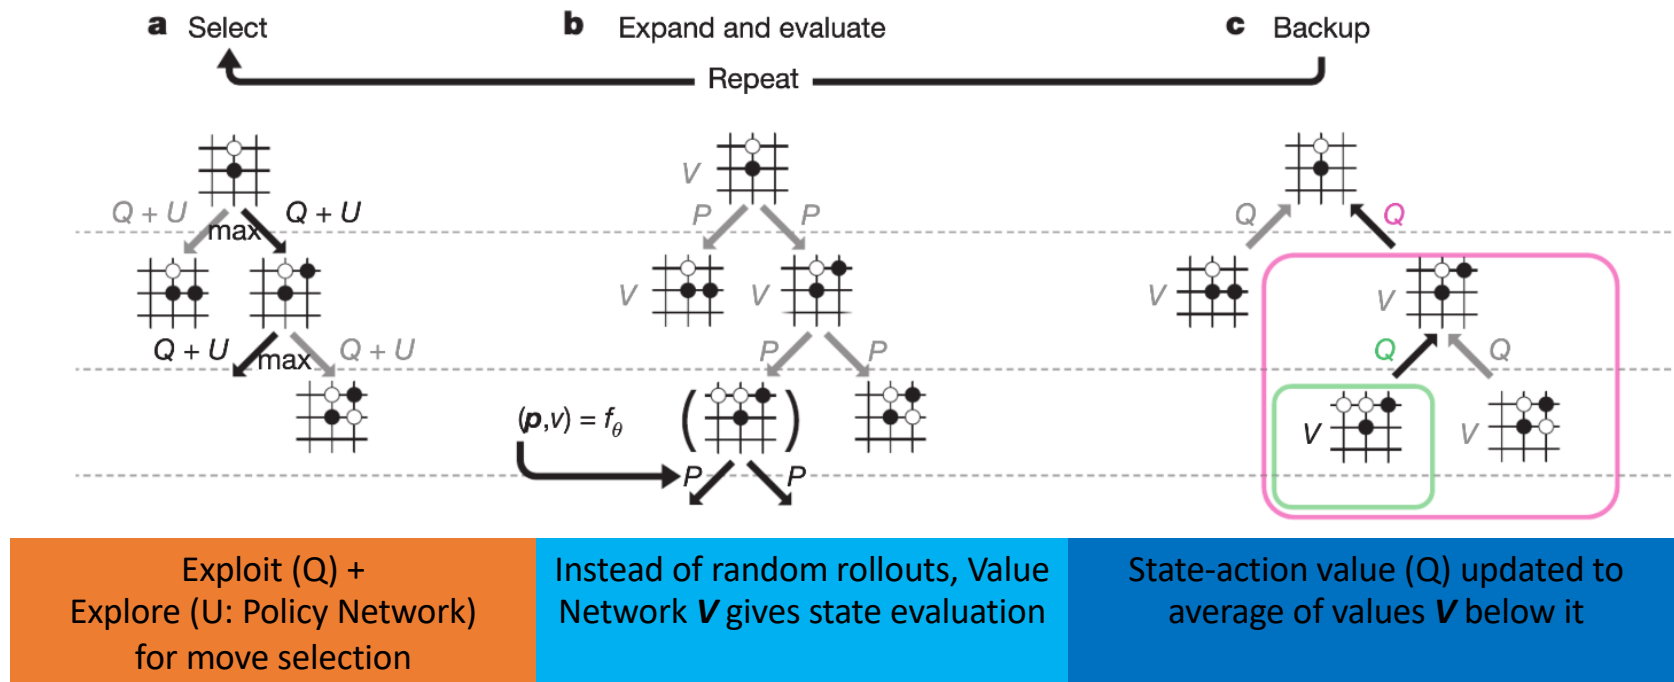 a Select
b Expand and evaluate
c Backup
Repeat
Q + U
Q + U
max
Q + U
max
Q + U
V
P
P
V
V
P
P
(p,v) = fθ
P
P
Q
Q
V
V
Q
Q
V
V
Exploit (Q) +
Explore (U: Policy Network)
for move selection
Instead of random rollouts, Value
Network V gives state evaluation
State-action value (Q) updated to
average of values V below it